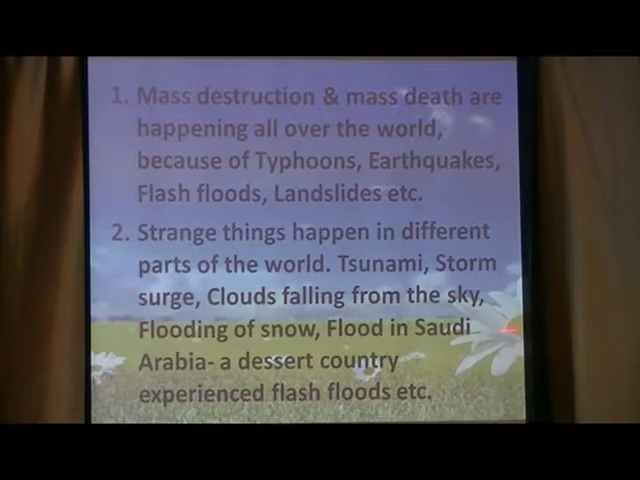 1. Mass destruction & mass death are
happening all over the world,
because of Typhoons, Earthquakes,
Flash floods, Landslides etc.
2. Strange things happen in different
parts of the world. Tsunami, Storm
surge, Clouds falling from the sky,
Flooding of snow, Flood in Saudi
Arabia- a dessert country
experienced flash floods etc.